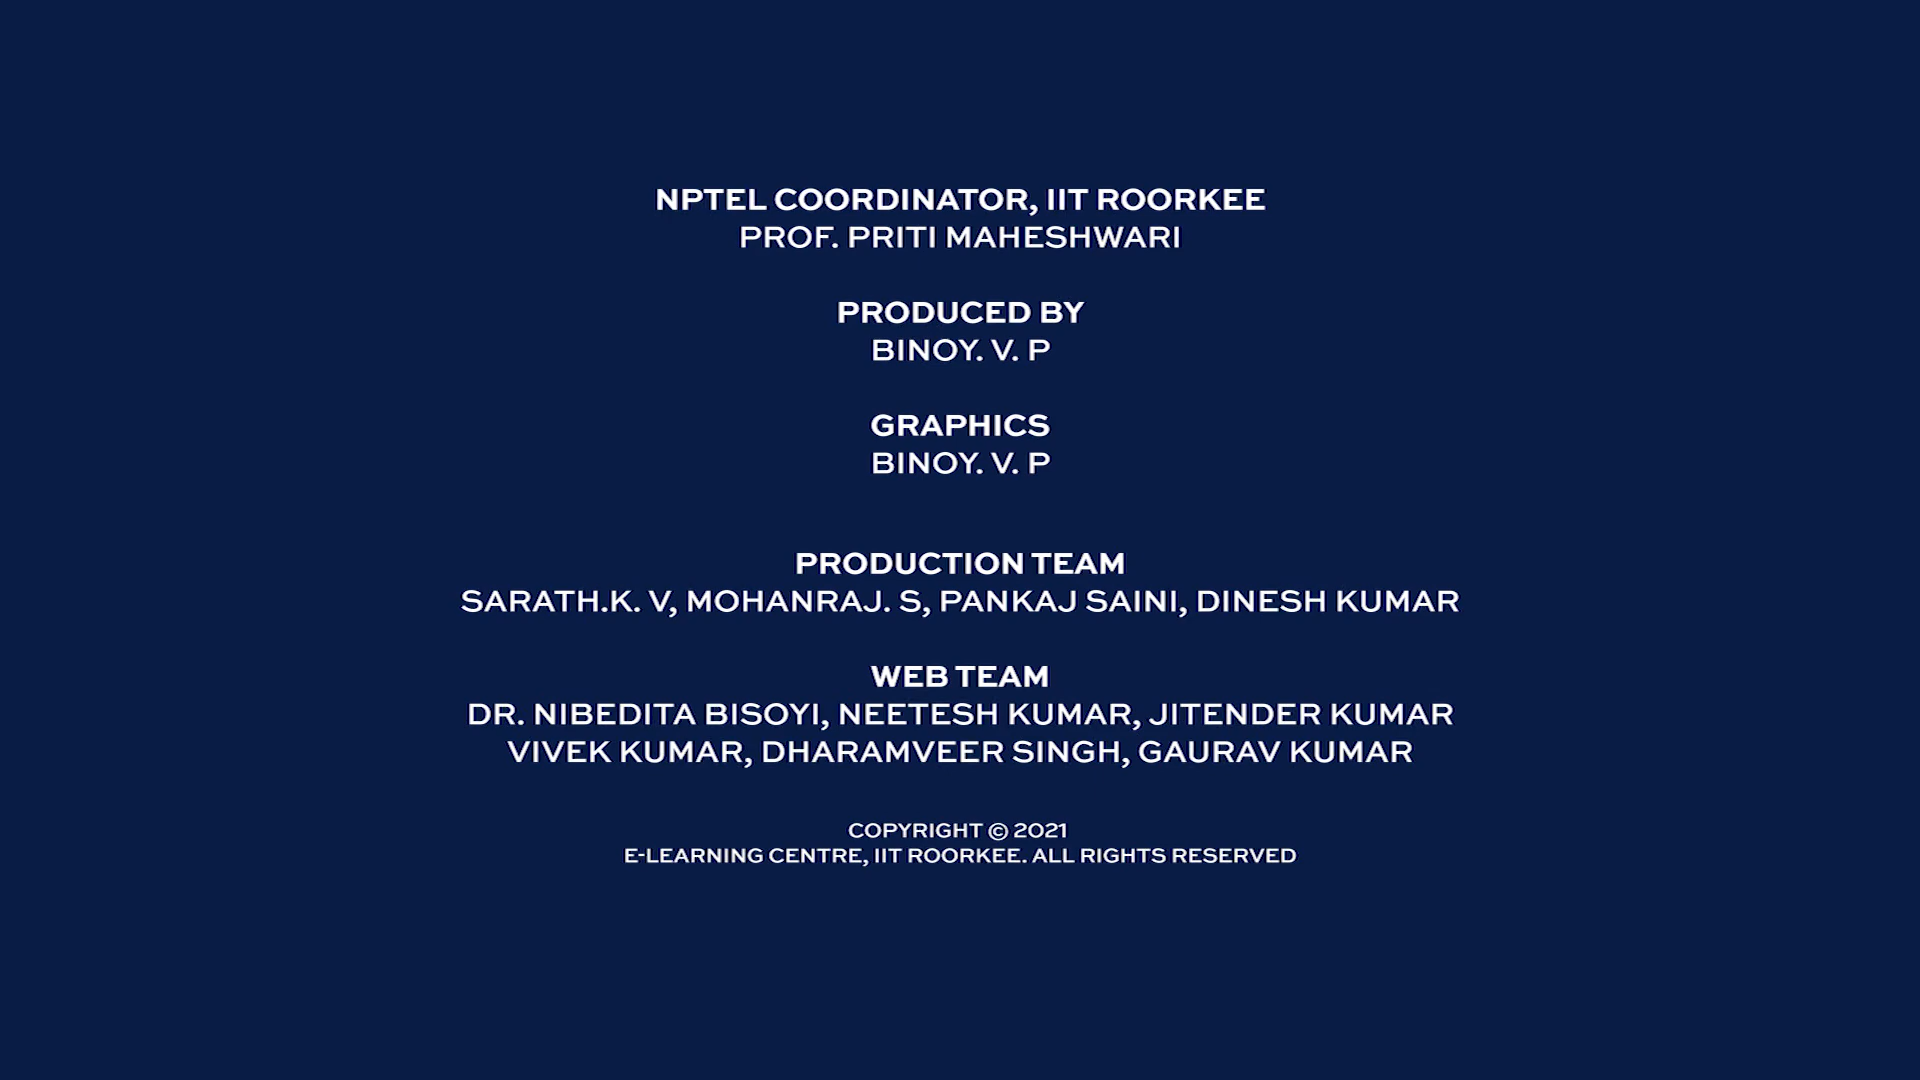 NPTEL COORDINATOR, IIT ROORKEE
PROF. PRITI MAHESHWARI
PRODUCED BY
BINOY. V. P
GRAPHICS
BINOY. V. P
PRODUCTION TEAM
SARATH.K. V, MOHANRAJ. S, PANKAJ SAINI, DINESH KUMAR
WEB TEAM
DR. NIBEDITA BISOYI, NEETESH KUMAR, JITENDER KUMAR
VIVEK KUMAR, DHARAMVEER SINGH, GAURAV KUMAR
COPYRIGHT © 2021
E-LEARNING CENTRE, IIT ROORKEE. ALL RIGHTS RESERVED